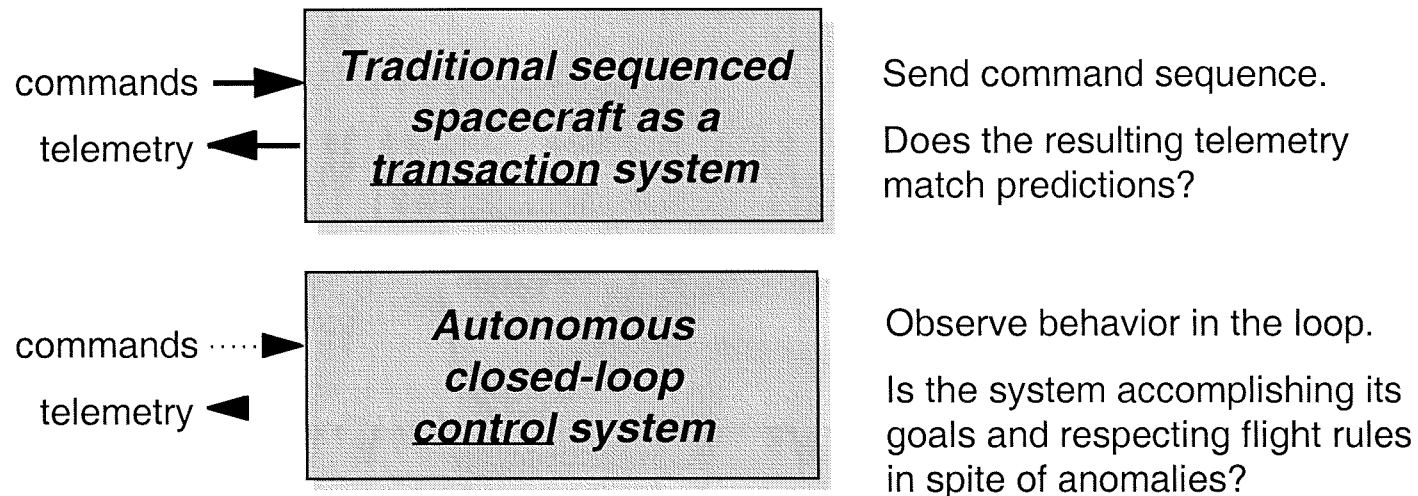 commands
telemetry
Traditional sequenced
spacecraft as a
transaction system
Send command sequence.
Does the resulting telemetry
match predictions?
commands
telemetry
Autonomous
closed-loop
control system
Observe behavior in the loop.
Is the system accomplishing its
goals and respecting flight rules
in spite of anomalies?